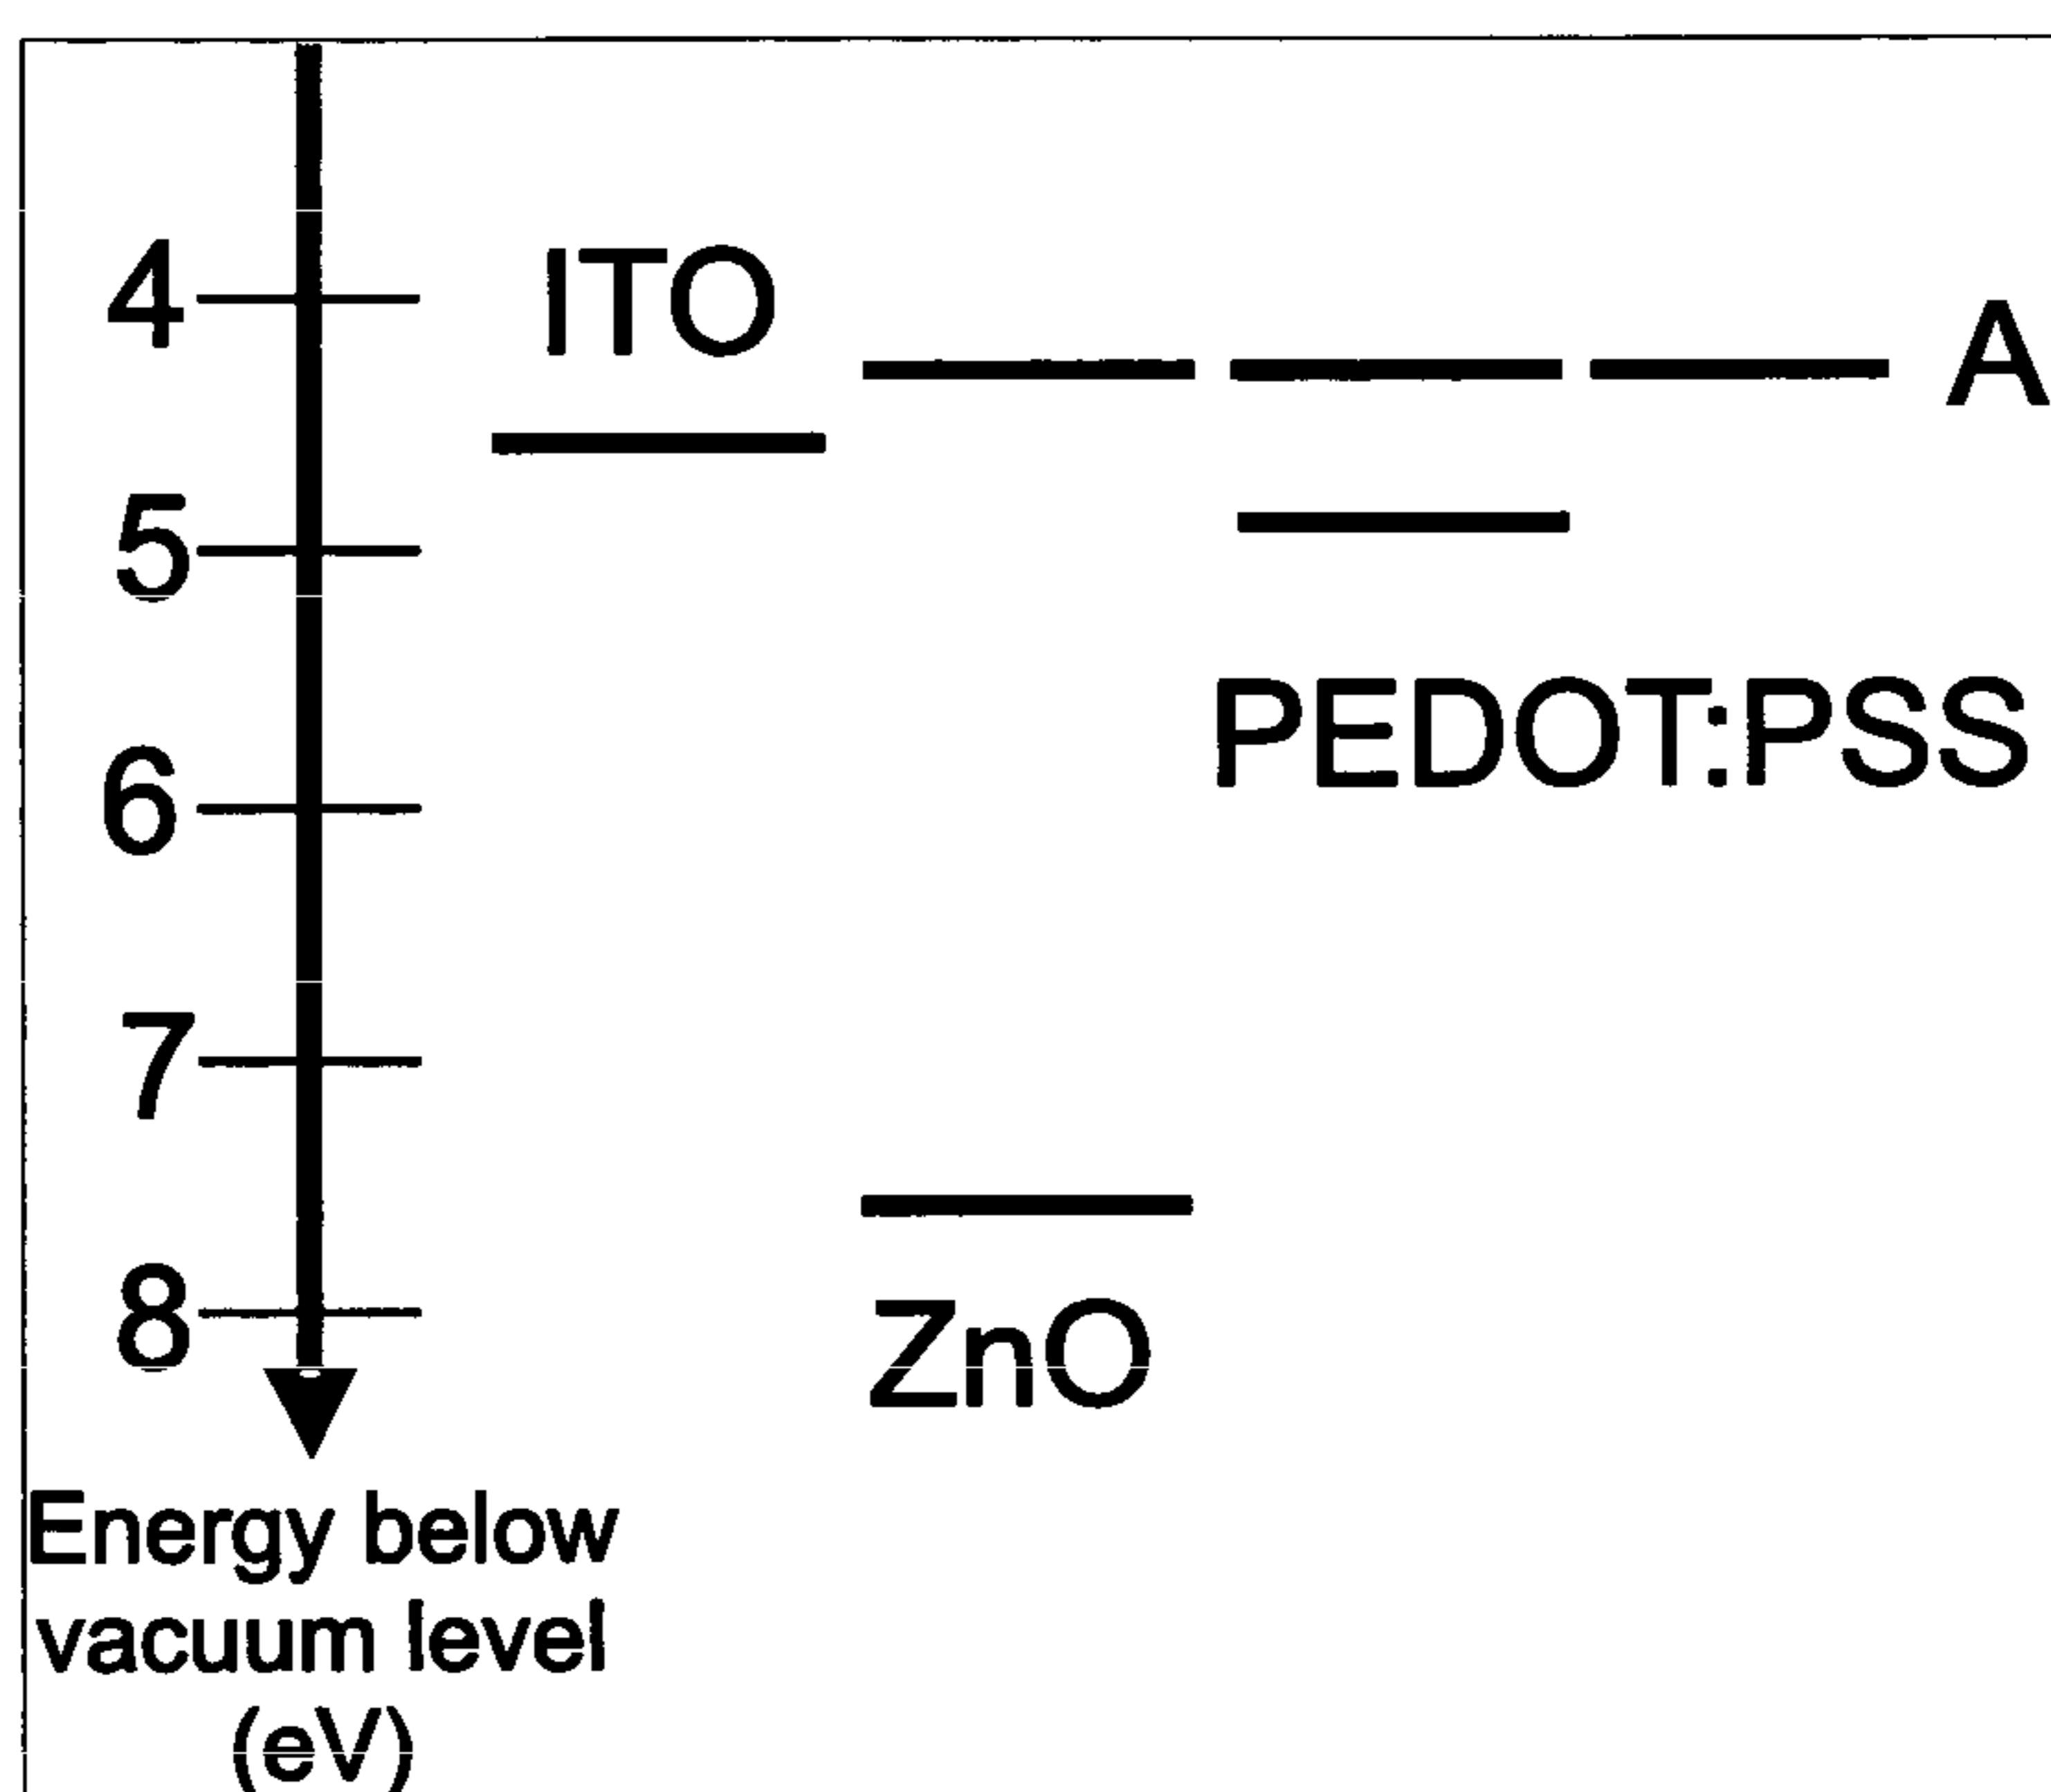 4
ITO
A
5
PEDOT:PSS
6
7
8
ZnO
Energy below
vacuum level
(eV)